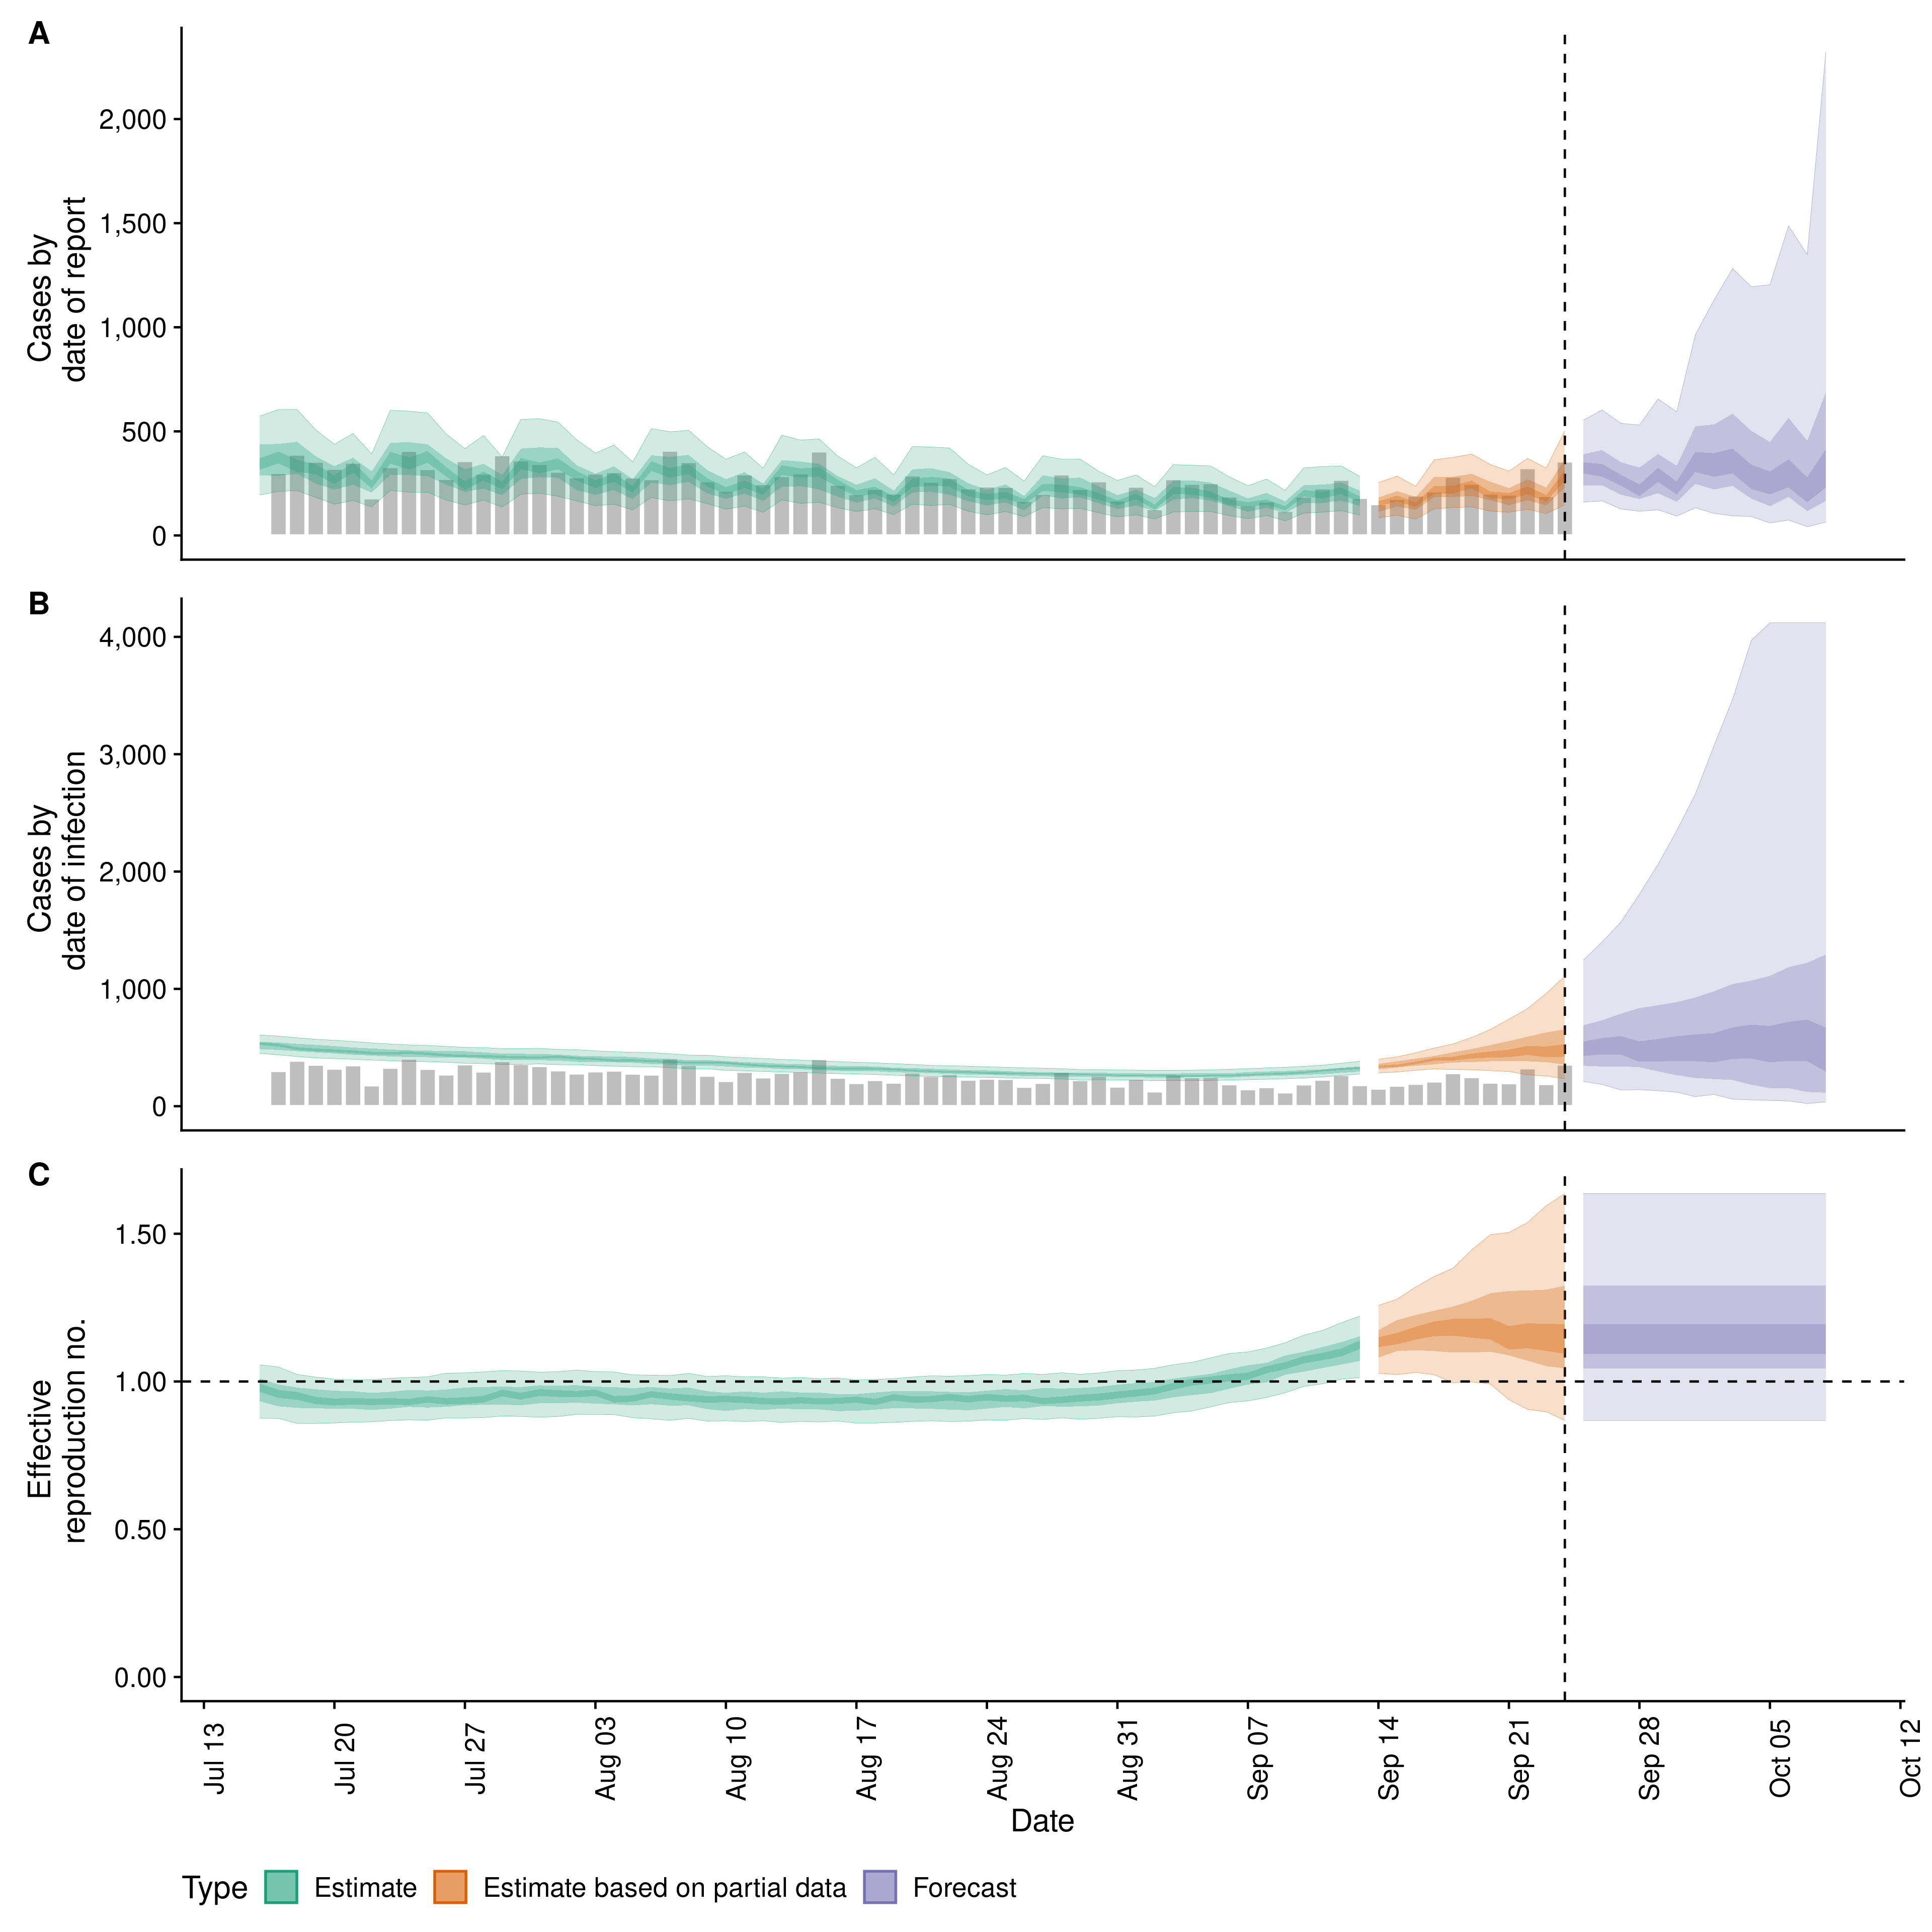 A
Cases by
date of report
2,000
1,500
1,000
500
0
B
Cases by
date of infection
4,000
3,000
2,000
1,000
0
C
Effective
reproduction no.
1.50
1.00
0.50
0.00
Jul 13
Jul 20
Jul 27
Aug 03
Aug 10
Aug 17
Aug 24
Aug 31
Sep 07
Sep 14
Sep 21
Sep 28
Oct 05
Oct 12
Date
Type Estimate Estimate based on partial data Forecast